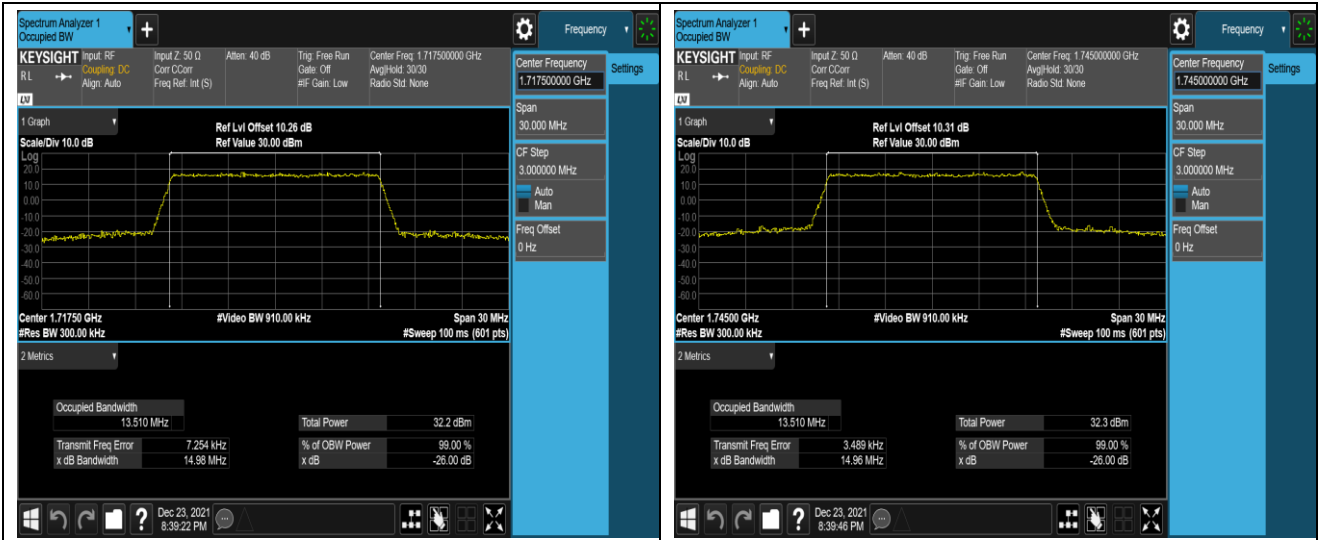 Spectrum Analyzer 1
Occupied BW
+
Frequency
KEYSIGHT Input: RF Input Z: 50 Ω Atten: 40 dB Trig: Free Run Center Freq: 1.717500000 GHz
RL Coupling: DC Corr CCorr Gate: Off Avg|Hold: 30/30
Align: Auto Freq Ref: Int (S) #IF Gain: Low Radio Std: None
LXI
Center Frequency
1.717500000 GHz
Settings
Span
30.000 MHz
CF Step
3.000000 MHz
Auto
Man
Freq Offset
0 Hz
1 Graph
Ref Lvl Offset 10.26 dB
Scale/Div 10.0 dB Ref Value 30.00 dBm
Log
20.0
10.0
0.00
-10.0
-20.0
-30.0
-40.0
-50.0
-60.0
Center 1.71750 GHz #Video BW 910.00 kHz Span 30 MHz
#Res BW 300.00 kHz #Sweep 100 ms (601 pts)
2 Metrics
Occupied Bandwidth
13.510 MHz Total Power 32.2 dBm
Transmit Freq Error 7.254 kHz % of OBW Power 99.00 %
x dB Bandwidth 14.98 MHz x dB -26.00 dB
? Dec 23, 2021
8:39:22 PM
Spectrum Analyzer 1
Occupied BW
+
Frequency
KEYSIGHT Input: RF Input Z: 50 Ω Atten: 40 dB Trig: Free Run Center Freq: 1.745000000 GHz
RL Coupling: DC Corr CCorr Gate: Off Avg|Hold: 30/30
Align: Auto Freq Ref: Int (S) #IF Gain: Low Radio Std: None
LXI
Center Frequency
1.745000000 GHz
Settings
Span
30.000 MHz
CF Step
3.000000 MHz
Auto
Man
Freq Offset
0 Hz
1 Graph
Ref Lvl Offset 10.31 dB
Scale/Div 10.0 dB Ref Value 30.00 dBm
Log
20.0
10.0
0.00
-10.0
-20.0
-30.0
-40.0
-50.0
-60.0
Center 1.74500 GHz #Video BW 910.00 kHz Span 30 MHz
#Res BW 300.00 kHz #Sweep 100 ms (601 pts)
2 Metrics
Occupied Bandwidth
13.510 MHz Total Power 32.3 dBm
Transmit Freq Error 3.489 kHz % of OBW Power 99.00 %
x dB Bandwidth 14.96 MHz x dB -26.00 dB
? Dec 23, 2021
8:39:46 PM